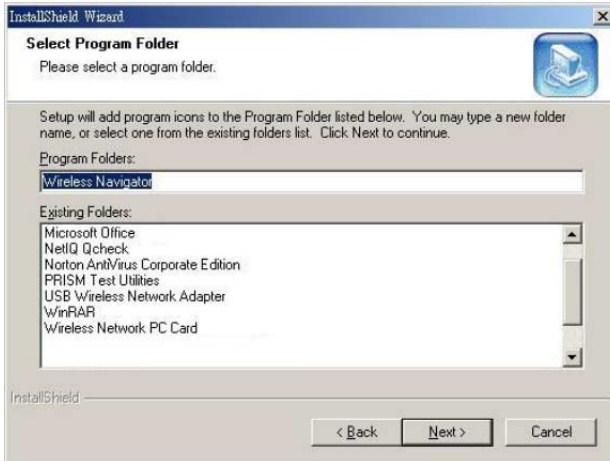 InstallShield Wizard
Select Program Folder
Please select a program folder.
Setup will add program icons to the Program Folder listed below. You may type a new folder
name, or select one from the existing folders list. Click Next to continue.
Program Folders:
Wireless Navigator
Existing Folders:
Microsoft Office
NetIQ Qcheck
Norton AntiVirus Corporate Edition
PRISM Test Utilities
USB Wireless Network Adapter
WinRAR
Wireless Network PC Card
InstallShield
< Back
Next >
Cancel